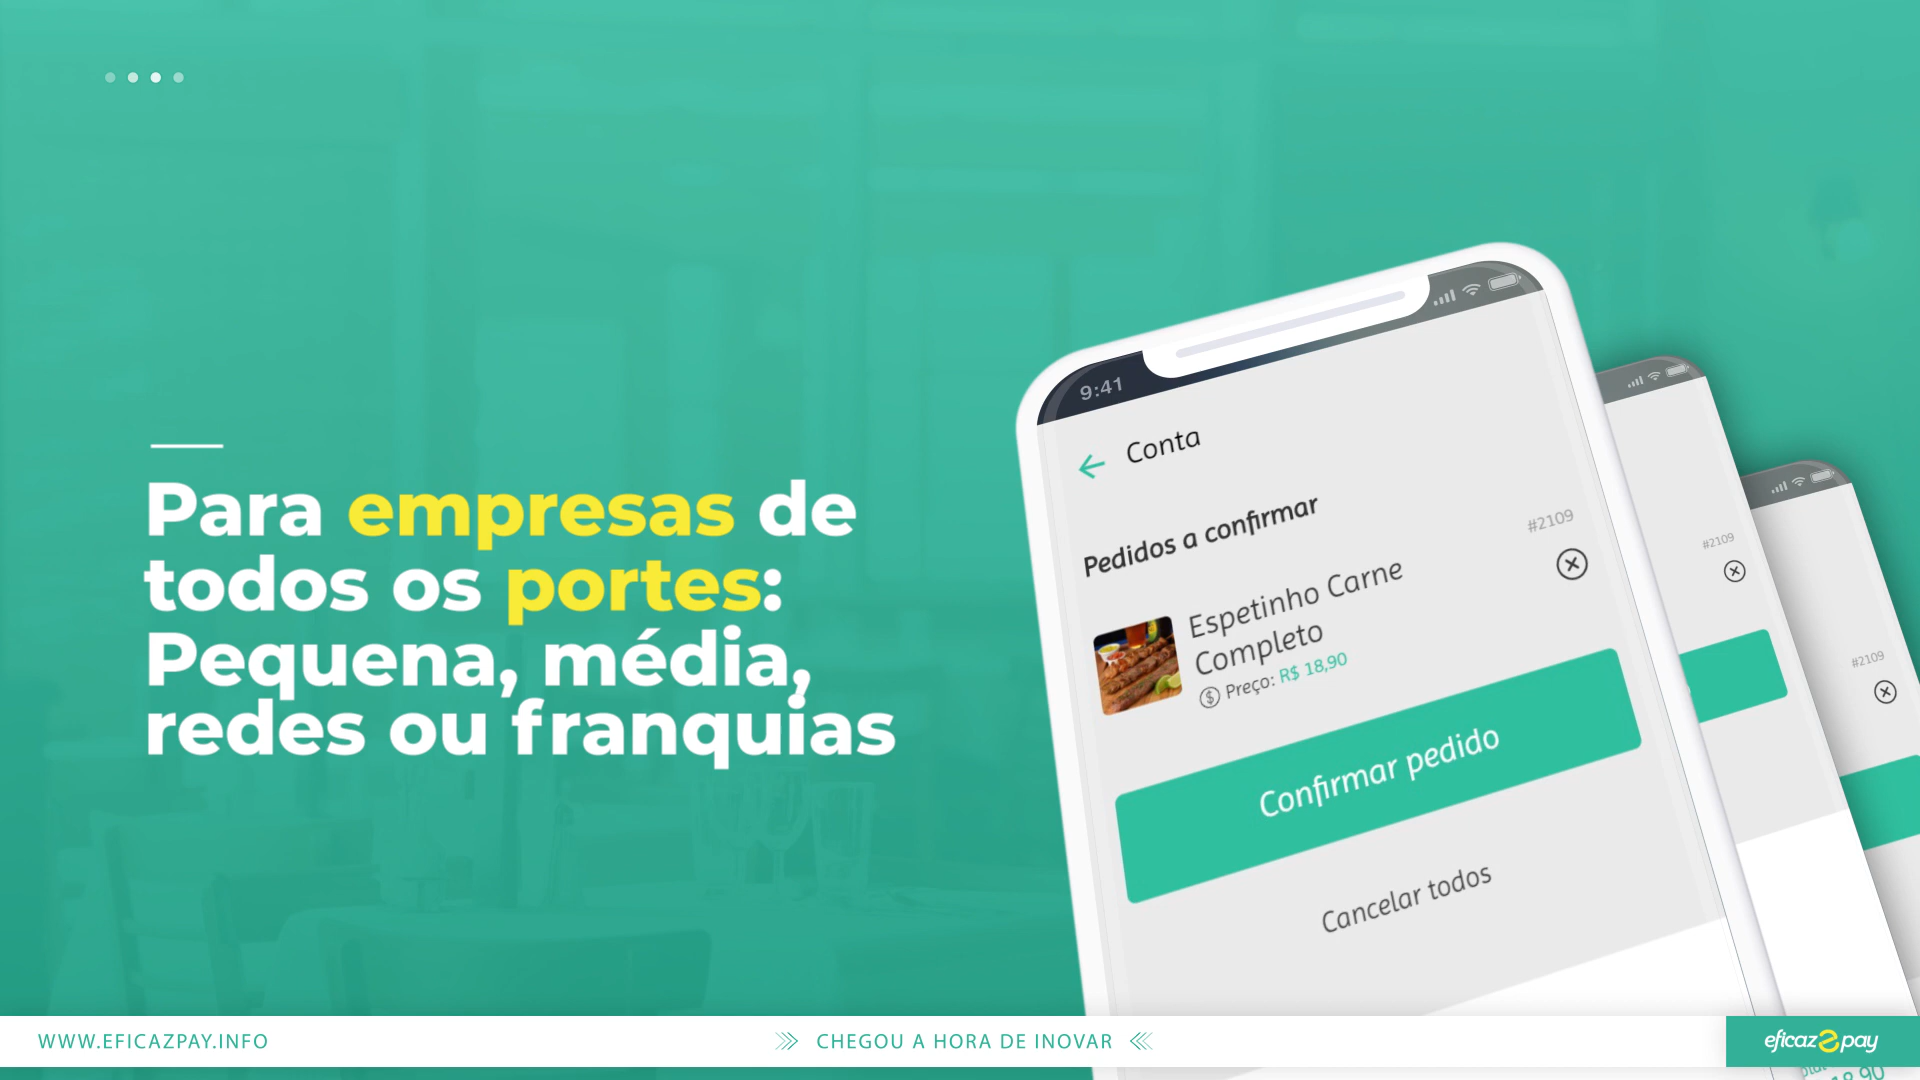 Para empresas de
todos os portes:
Pequena, média,
redes ou franquias
9:41
Conta
Pedidos a confirmar
#2109
Espetinho Carne
Completo
Preço: R$ 18,90
Confirmar pedido
Cancelar todos
#2109
#2109
WWW.EFICAZPAY.INFO
CHEGOU A HORA DE INOVAR
eficaz pay